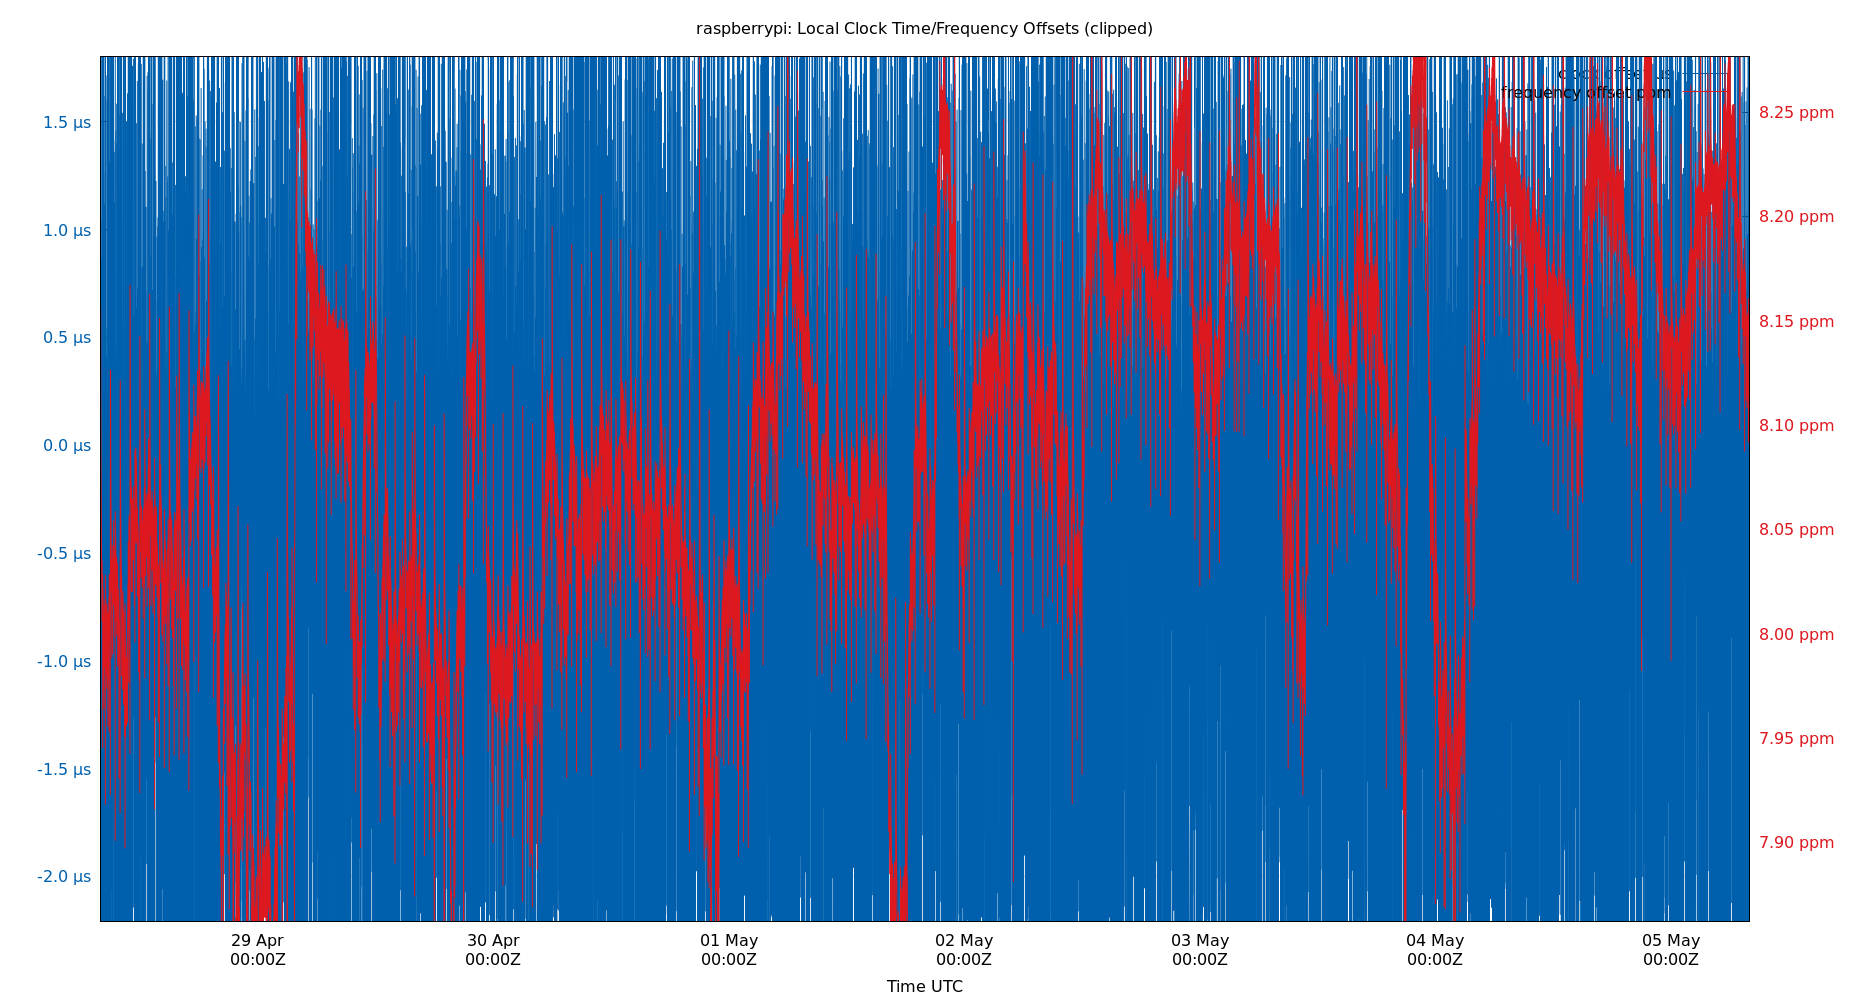 raspberrypi: Local Clock Time/Frequency Offsets (clipped)
clock offset us
frequency offset ppm
1.5 µs
1.0 µs
0.5 µs
0.0 µs
-0.5 µs
-1.0 µs
-1.5 µs
-2.0 µs
8.25 ppm
8.20 ppm
8.15 ppm
8.10 ppm
8.05 ppm
8.00 ppm
7.95 ppm
7.90 ppm
29 Apr 30 Apr 01 May 02 May 03 May 04 May 05 May
00:00Z 00:00Z 00:00Z 00:00Z 00:00Z 00:00Z 00:00Z
Time UTC